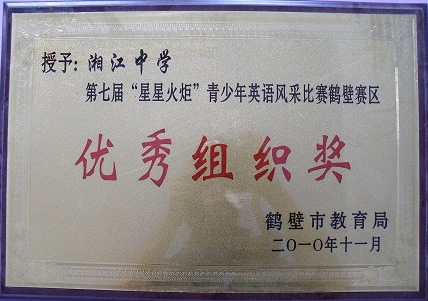 授予：湘江中学
第七届“星星火炬”青少年英语风采比赛鹤壁赛区
优秀组织奖
鹤壁市教育局
二○一○年十一月